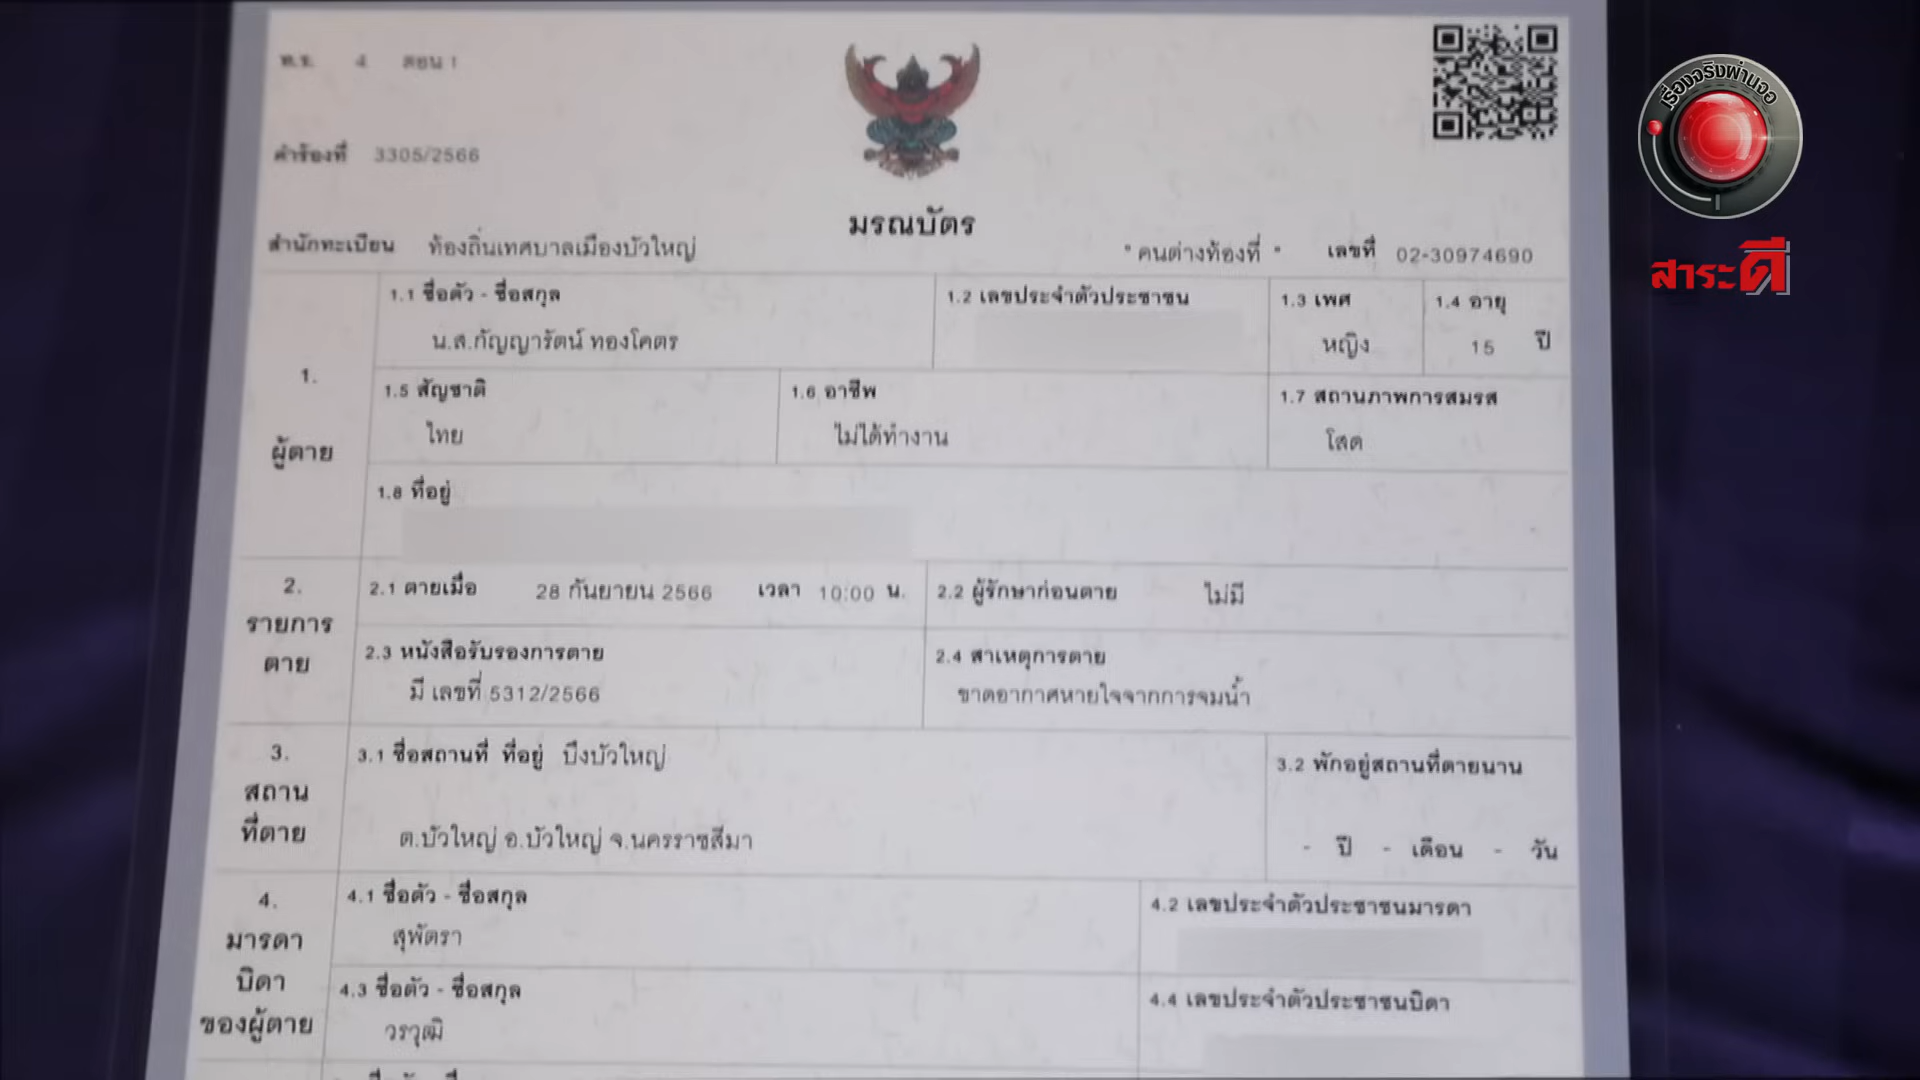 ท.ร. 4 ตอน 1
คำร้องที่ 3305/2566
มรณบัตร
สำนักทะเบียน ท้องถิ่นเทศบาลเมืองบัวใหญ่ " คนต่างท้องที่ " เลขที่ 02-30974690
1.
ผู้ตาย
1.1 ชื่อตัว - ชื่อสกุล
น.ส.กัญญารัตน์ ทองโคตร
1.2 เลขประจำตัวประชาชน
1.3 เพศ
หญิง
1.4 อายุ
15 ปี
1.5 สัญชาติ
ไทย
1.6 อาชีพ
ไม่ได้ทำงาน
1.7 สถานภาพการสมรส
โสด
1.8 ที่อยู่
2.
รายการ
ตาย
2.1 ตายเมื่อ 28 กันยายน 2566 เวลา 10:00 น.
2.2 ผู้รักษาก่อนตาย ไม่มี
2.3 หนังสือรับรองการตาย
มี เลขที่ 5312/2566
2.4 สาเหตุการตาย
ขาดอากาศหายใจจากการจมน้ำ
3.
สถาน
ที่ตาย
3.1 ชื่อสถานที่ ที่อยู่ บึงบัวใหญ่
ต.บัวใหญ่ อ.บัวใหญ่ จ.นครราชสีมา
3.2 พักอยู่สถานที่ตายนาน
- ปี - เดือน - วัน
4.
มารดา
บิดา
ของผู้ตาย
4.1 ชื่อตัว - ชื่อสกุล
สุพัตรา
4.2 เลขประจำตัวประชาชนมารดา
4.3 ชื่อตัว - ชื่อสกุล
วรวุฒิ
4.4 เลขประจำตัวประชาชนบิดา
เรื่องจริงผ่านจอ
สาระดี